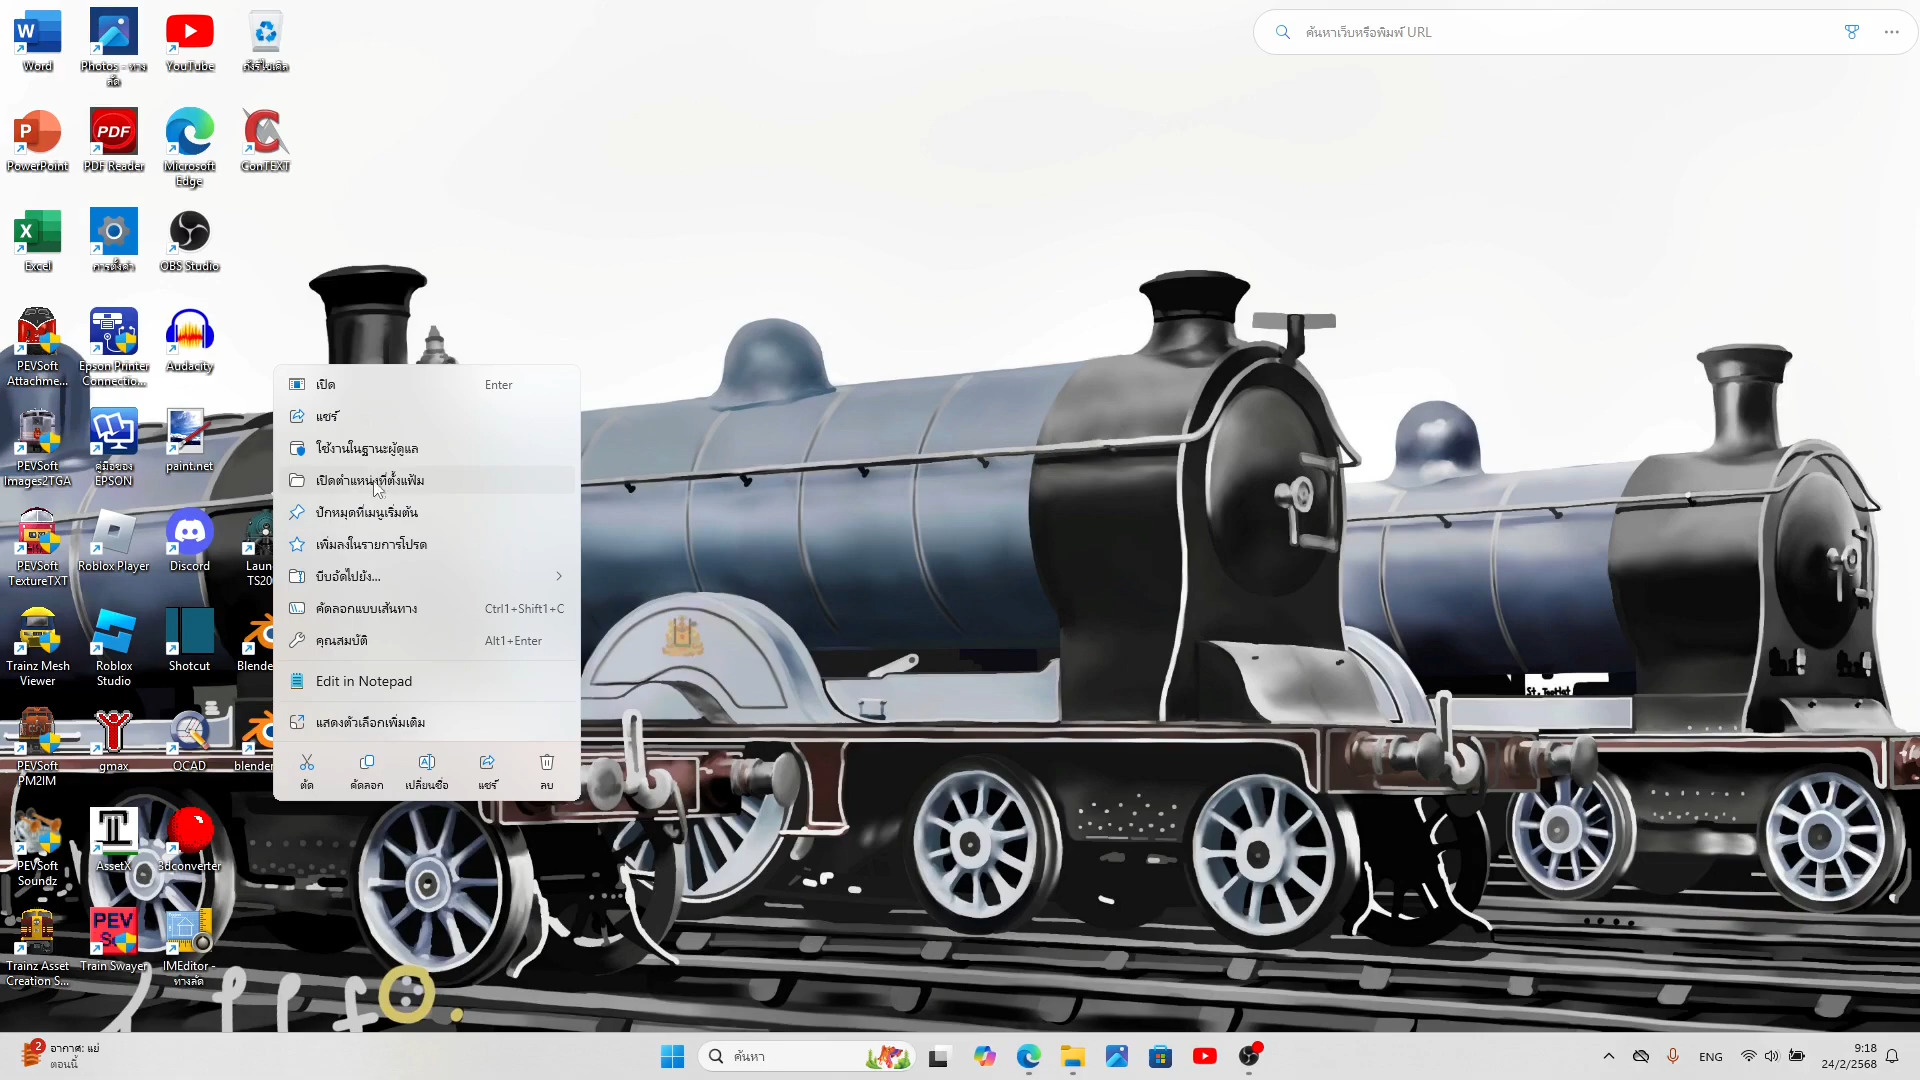 Word
Photos - ทาง
ลัด
YouTube
ถังรีไซเคิล
ค้นหาเว็บหรือพิมพ์ URL
PowerPoint
PDF
PDF Reader
Microsoft
Edge
ConTEXT
Excel
การตั้งค่า
OBS Studio
PEVSoft
Attachme...
Epson Printer
Connectio...
Audacity
PEVSoft
Images2TGA
คู่มือของ
EPSON
paint.net
PEVSoft
TextureTXT
Roblox Player
Discord
Laun
TS20
Trainz Mesh
Viewer
Roblox
Studio
Shotcut
Blende
PEVSoft
PM2IM
gmax
QCAD
blender
PEVSoft
Soundz
AssetX
3dconverter
Trainz Asset
Creation S...
PEV
Train Swayer
IMEditor -
ทางลัด
เปิด Enter
แชร์
ใช้งานในฐานะผู้ดูแล
เปิดตำแหน่งที่ตั้งแฟ้ม
ปักหมุดที่เมนูเริ่มต้น
เพิ่มลงในรายการโปรด
บีบอัดไปยัง...
คัดลอกแบบเส้นทาง Ctrl1+Shift1+C
คุณสมบัติ Alt1+Enter
Edit in Notepad
แสดงตัวเลือกเพิ่มเติม
ตัด คัดลอก เปลี่ยนชื่อ แชร์ ลบ
2
อากาศ: แย่
ตอนนี้
ค้นหา
ENG
9:18
24/2/2568